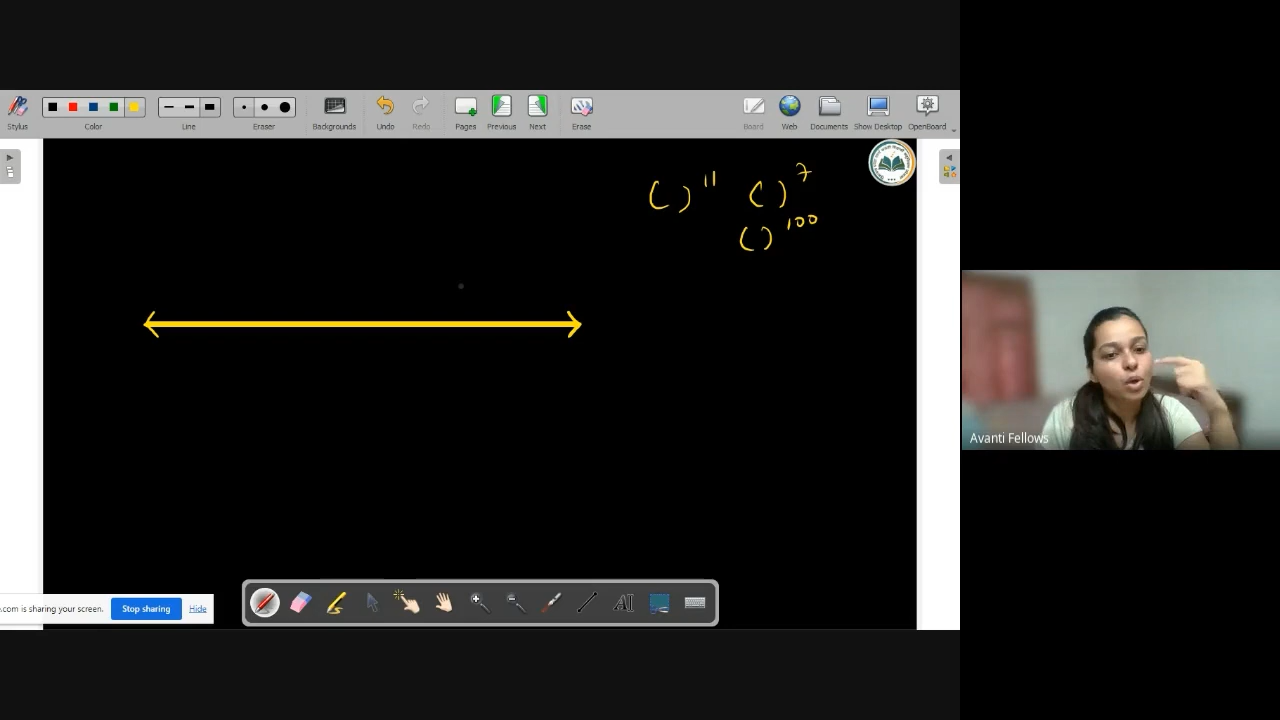 Stylus Color Line Eraser Backgrounds Undo Redo Pages Previous Next Erase Board Web Documents Show Desktop OpenBoard
( )¹¹ ( )⁷
( )¹⁰⁰
Avanti Fellows
.com is sharing your screen. Stop sharing Hide